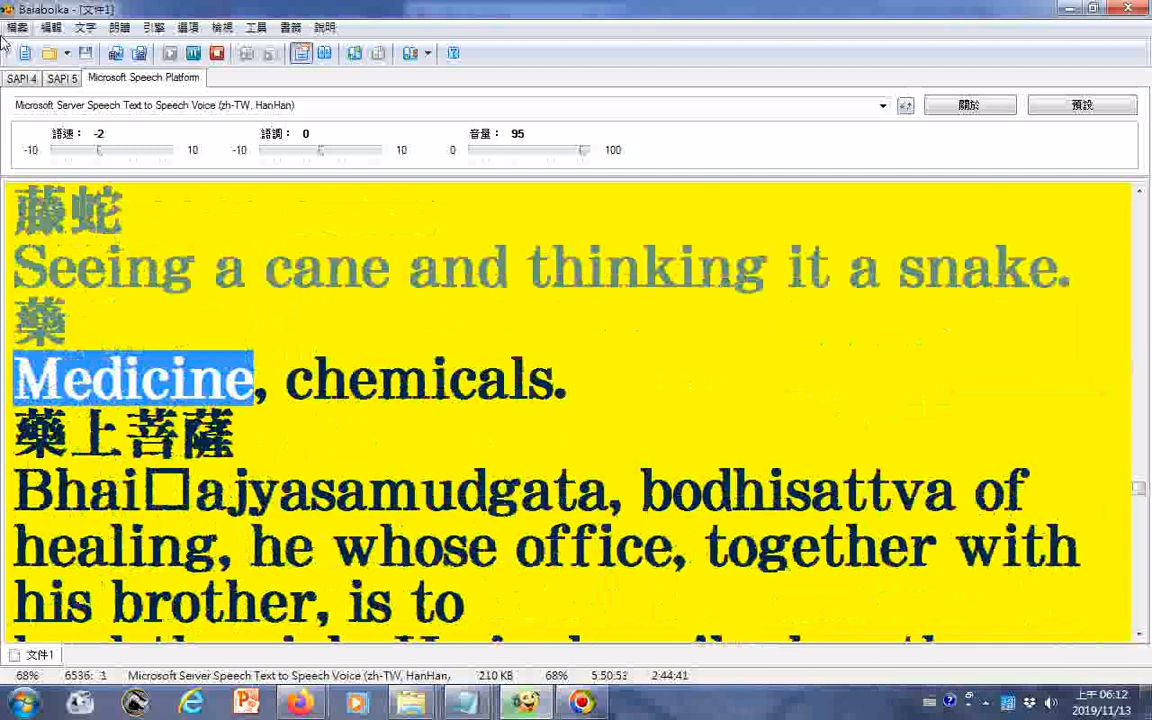 Balabolka - [文件1]
檔案 編輯 文字 朗讀 引擎 選項 檢視 工具 書籤 說明
SAPI 4 SAPI 5 Microsoft Speech Platform
Microsoft Server Speech Text to Speech Voice (zh-TW, HanHan) 關於 預設
語速： -2 語調： 0 音量： 95
-10 10 -10 10 0 100
藤蛇
Seeing a cane and thinking it a snake.
藥
Medicine, chemicals.
藥上菩薩
Bhai□ajyasamudgata, bodhisattva of
healing, he whose office, together with
his brother, is to
文件1
68% 6536: 1 Microsoft Server Speech Text to Speech Voice (zh-TW, HanHan, 210 KB 68% 5:50:53 2:44:41
上午 06:12
2019/11/13